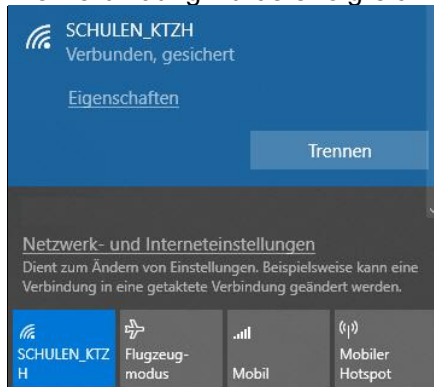 SCHULEN_KTZH
Verbunden, gesichert
Eigenschaften
Trennen
Netzwerk- und Interneteinstellungen
Dient zum Ändern von Einstellungen. Beispielsweise kann eine
Verbindung in eine getaktete Verbindung geändert werden.
SCHULEN_KTZ
H
Flugzeug-
modus
Mobil
Mobiler
Hotspot